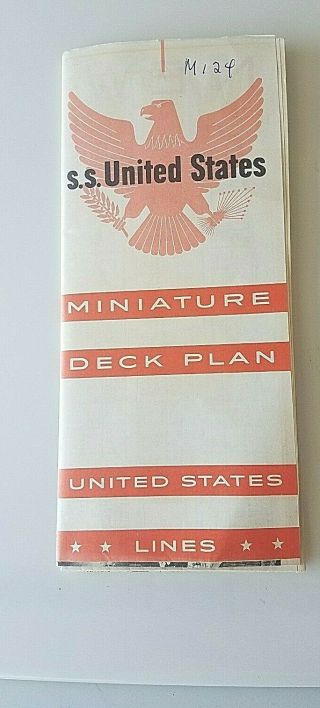 M124
s.s. United States
MINIATURE
DECK PLAN
UNITED STATES
★ ★ LINES ★ ★